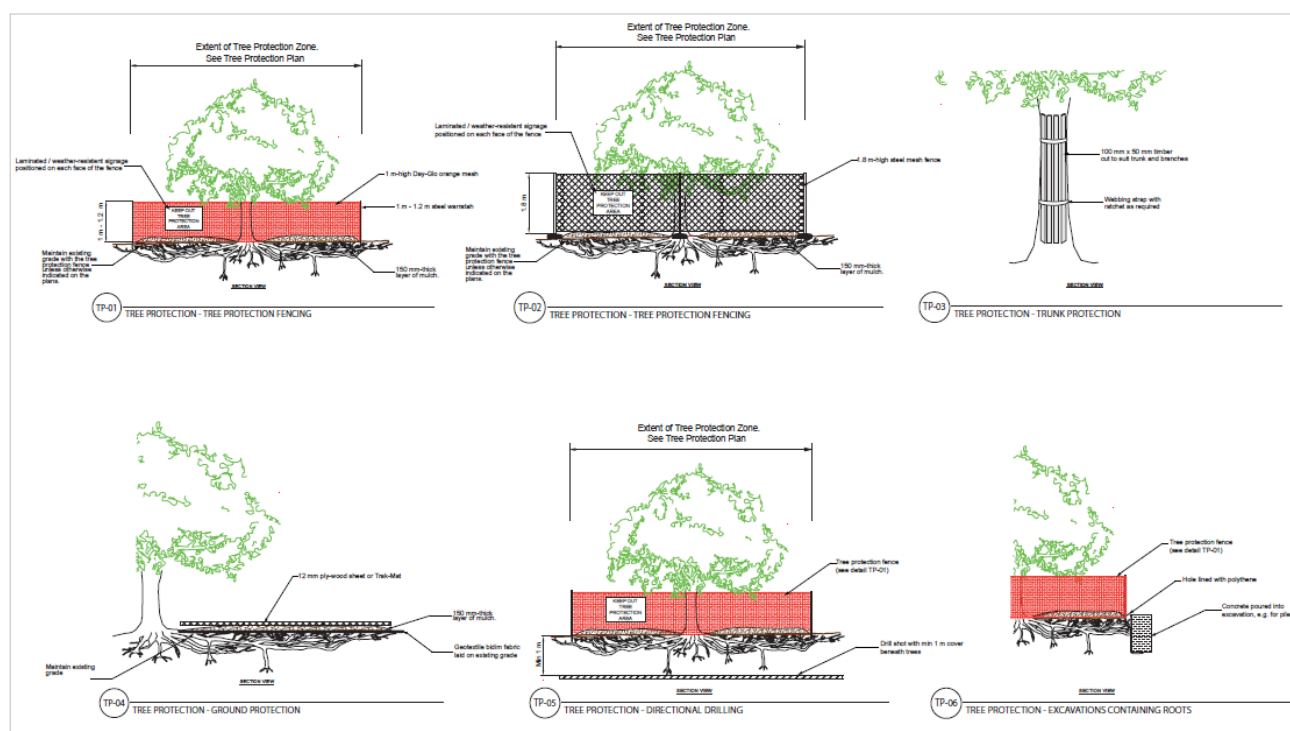 Extent of Tree Protection Zone.
See Tree Protection Plan
Laminated / weather-resistent signage
positioned on each face of the fence
1 m-high Day-Glo orange mesh
1 m - 1.2 m steel warratah
1 m - 1.2 m
KEEP OUT
TREE
PROTECTION
AREA
Maintain existing
grade with the tree
protection fence
unless otherwise
indicated on the
plans.
150 mm-thick
layer of mulch.
SECTION VIEW
TP-01
TREE PROTECTION - TREE PROTECTION FENCING
Extent of Tree Protection Zone.
See Tree Protection Plan
Laminated / weather-resistent signage
positioned on each face of the fence
1.8 m-high steel mesh fence
1.8 m
KEEP OUT
TREE
PROTECTION
AREA
Maintain existing
grade with the tree
protection fence
unless otherwise
indicated on the
plans.
150 mm-thick
layer of mulch.
SECTION VIEW
TP-02
TREE PROTECTION - TREE PROTECTION FENCING
100 mm x 50 mm timber
cut to suit trunk and branches
Webbing strap with
ratchet as required
SECTION VIEW
TP-03
TREE PROTECTION - TRUNK PROTECTION
12 mm ply-wood sheet or Trak-Mat
150 mm-thick
layer of mulch.
Geotextile bidim fabric
laid on existing grade
Maintain existing
grade
SECTION VIEW
TP-04
TREE PROTECTION - GROUND PROTECTION
Extent of Tree Protection Zone.
See Tree Protection Plan
Tree protection fence
(see detail TP-01)
KEEP OUT
TREE
PROTECTION
AREA
Min 1 m
Drill shot with min 1 m cover
beneath trees
SECTION VIEW
TP-05
TREE PROTECTION - DIRECTIONAL DRILLING
Tree protection fence
(see detail TP-01)
Hole lined with polythene
Concrete poured into
excavation, e.g. for pile
SECTION VIEW
TP-06
TREE PROTECTION - EXCAVATIONS CONTAINING ROOTS